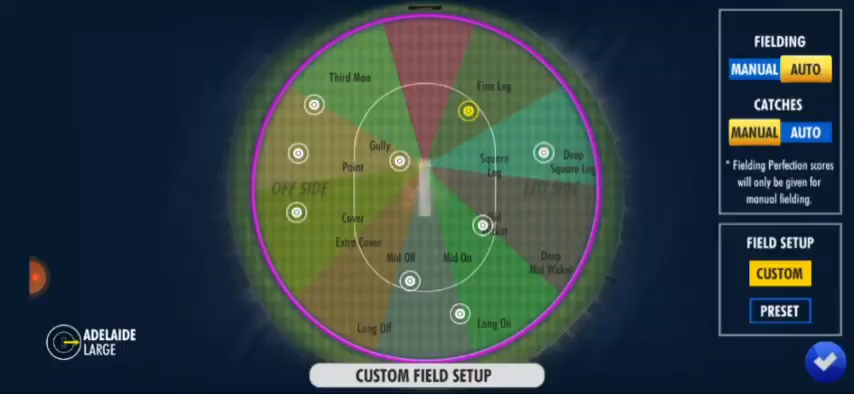 FIELDING
MANUAL AUTO
CATCHES
MANUAL AUTO
* Fielding Perfection scores
will only be given for
manual fielding.
FIELD SETUP
CUSTOM
PRESET
Third Man
Fine Leg
Gully
Point
Square
Leg
Deep
Square Leg
OFF SIDE
Cover
Extra Cover
Mid Off
Mid On
Deep
Mid Wicket
Long Off
Long On
ADELAIDE
LARGE
CUSTOM FIELD SETUP